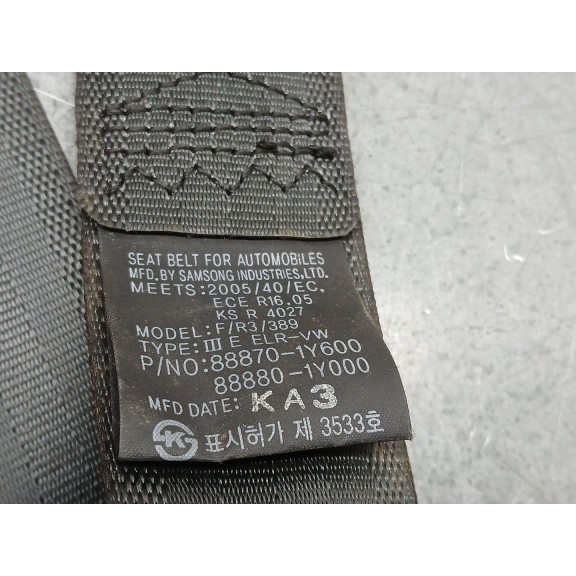 SEAT BELT FOR AUTOMOBILES
MFD. BY SAMSONG INDUSTRIES, LTD.
MEETS: 2005/40/EC.
ECE R16.05
KS R 4027
MODEL: F/R3/389
TYPE: III E ELR-VW
P/NO: 88870-1Y600
88880-1Y000
MFD DATE: KA3
표시허가 제 3533호